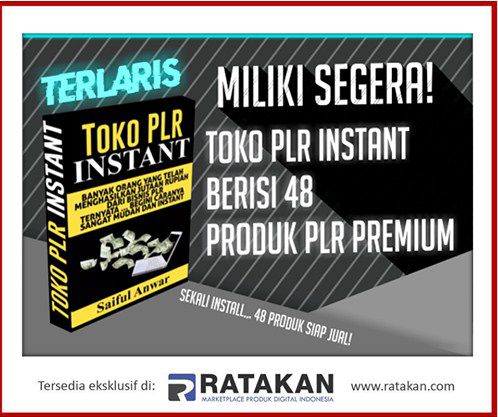 TERLARIS
MILIKI SEGERA!
TOKO PLR INSTANT
BERISI 48
PRODUK PLR PREMIUM
TOKO PLR INSTANT
TOKO PLR
INSTANT
BANYAK ORANG YANG TELAH
MENGHASILKAN JUTAAN RUPIAH
DARI BISNIS PLR
TERNYATA ... BEGINI CARANYA
SANGAT MUDAH DAN INSTANT
Saiful Anwar
SEKALI INSTALL,,, 48 PRODUK SIAP JUAL!
Tersedia eksklusif di:
RATAKAN
MARKETPLACE PRODUK DIGITAL INDONESIA
www.ratakan.com